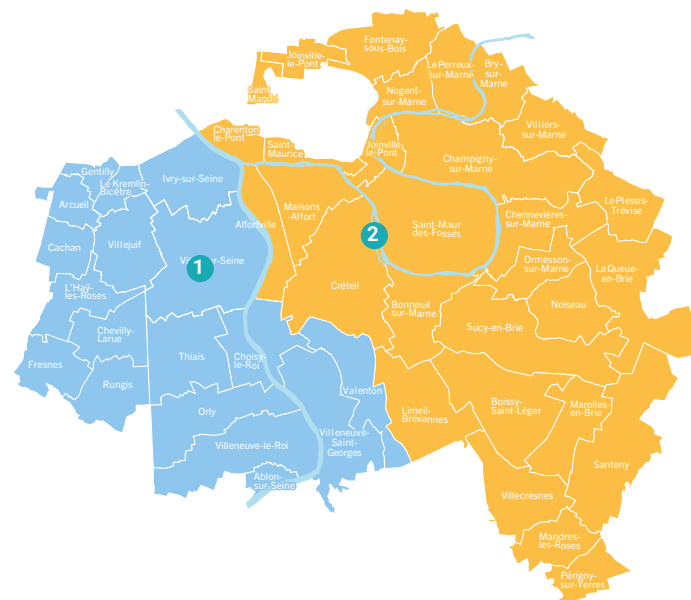 Fontenay-
sous-Bois
Joinville-
le-Pont
Le Perreux-
sur-Marne
Bry-
sur-
Marne
Saint
Mandé
Nogent-
sur-Marne
Villiers-
sur-Marne
Charenton
le-Pont
Saint-
Maurice
Joinville-
le-Pont
Champigny-
sur-Marne
Gentilly
Le Kremlin-
Bicêtre
Ivry-sur-Seine
Arcueil
Maisons
-Alfort
Le Plessis-
Trévise
Alfortville
Saint-Maur
des-Fossés
Chennevières-
sur-Marne
2
Cachan
Villejuif
1
Ormesson-
sur-Marne
La Queue-
en-Brie
L'Haÿ-
les-Roses
Créteil
Bonneuil
sur-Marne
Noiseau
Chevilly-
Larue
Sucy-en-Brie
Fresnes
Rungis
Thiais
Choisy-
le-Roi
Valenton
Orly
Limeil-
Brévannes
Boissy-
Saint-Léger
Marolles-
en-Brie
Villeneuve-le-Roi
Villeneuve-
Saint-
Georges
Santeny
Ablon-
sur-Seine
Villecresnes
Mandres-
les-Roses
Périgny-
sur-Yerres